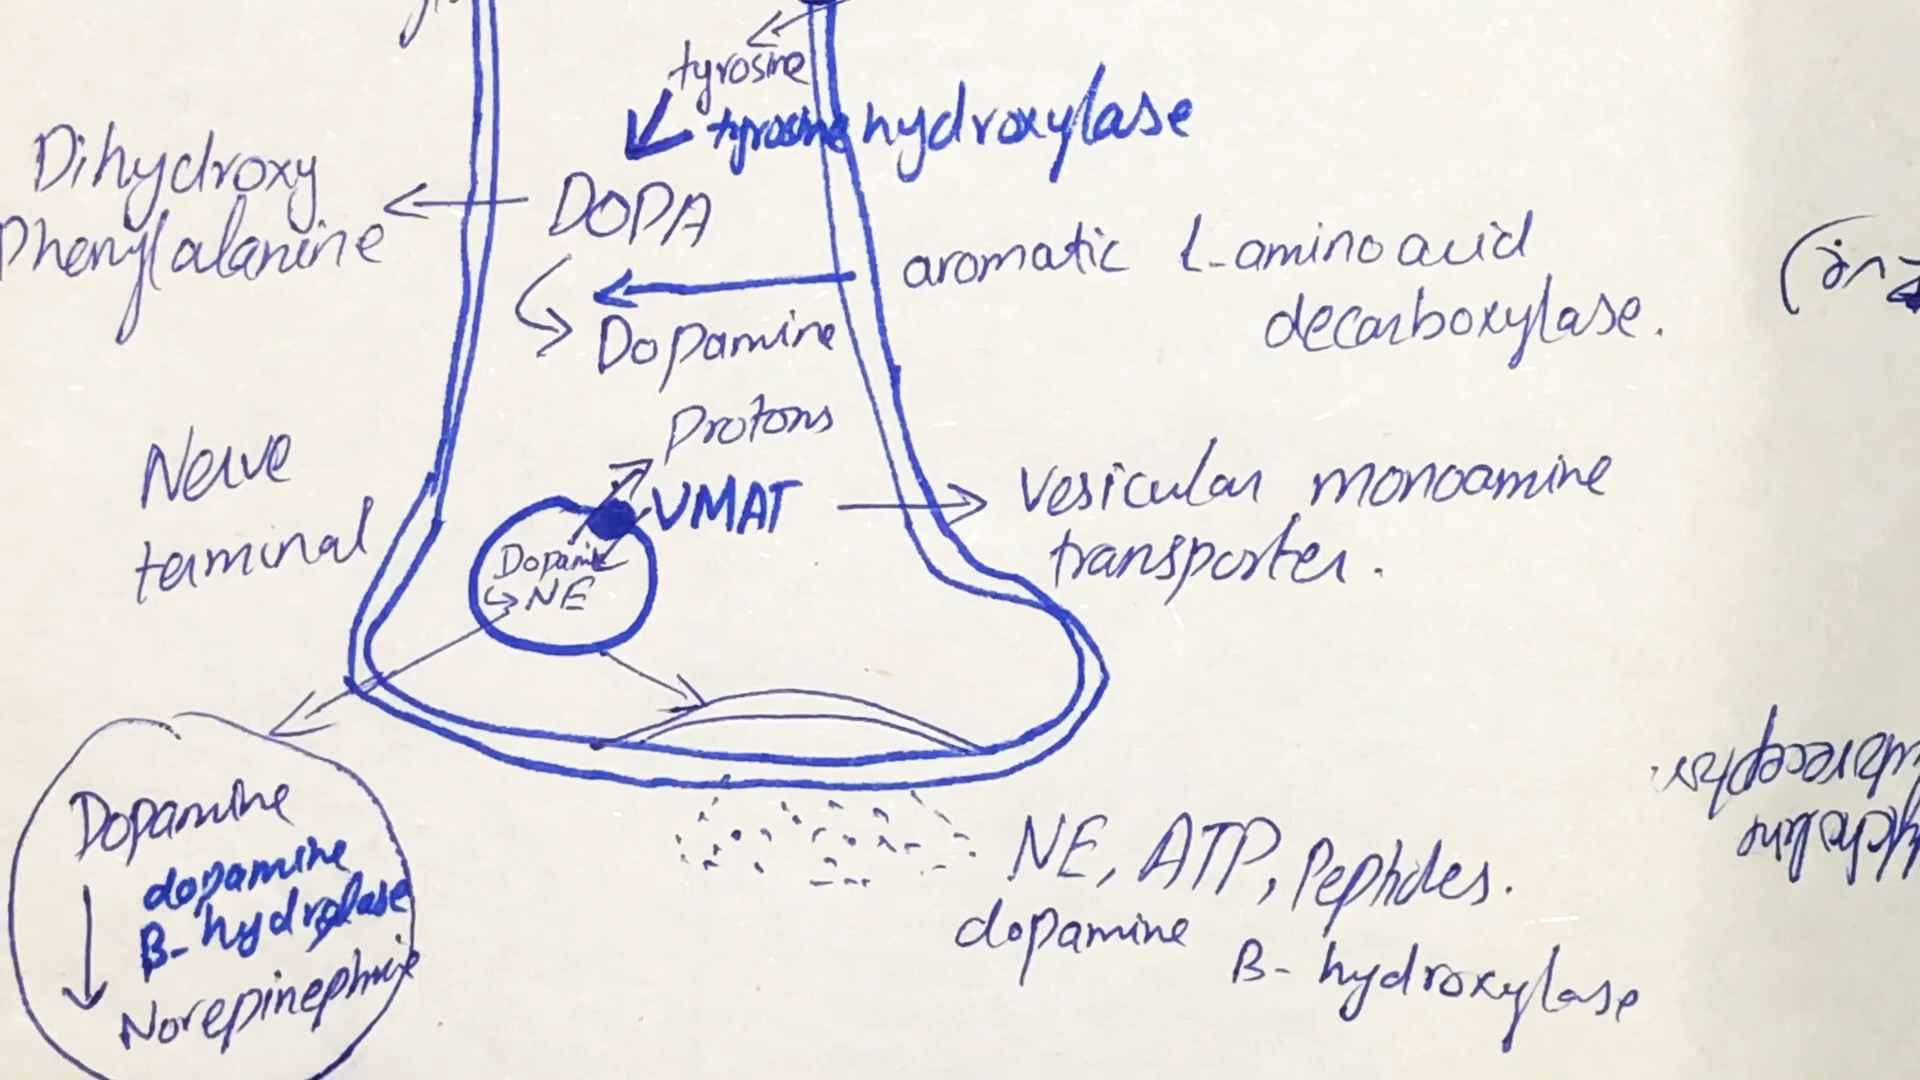 tyrosine
tyrosine hydroxylase
Dihydroxy
Phenylalanine
DOPA
aromatic L-amino acid
decarboxylase.
Dopamine
Protons
Nerve
terminal
VMAT
Vesicular monoamine
transporter.
Dopamine
NE
Dopamine
dopamine
B- hydrolase
Norepinephrine
NE, ATP, Peptides.
dopamine
B- hydroxylase